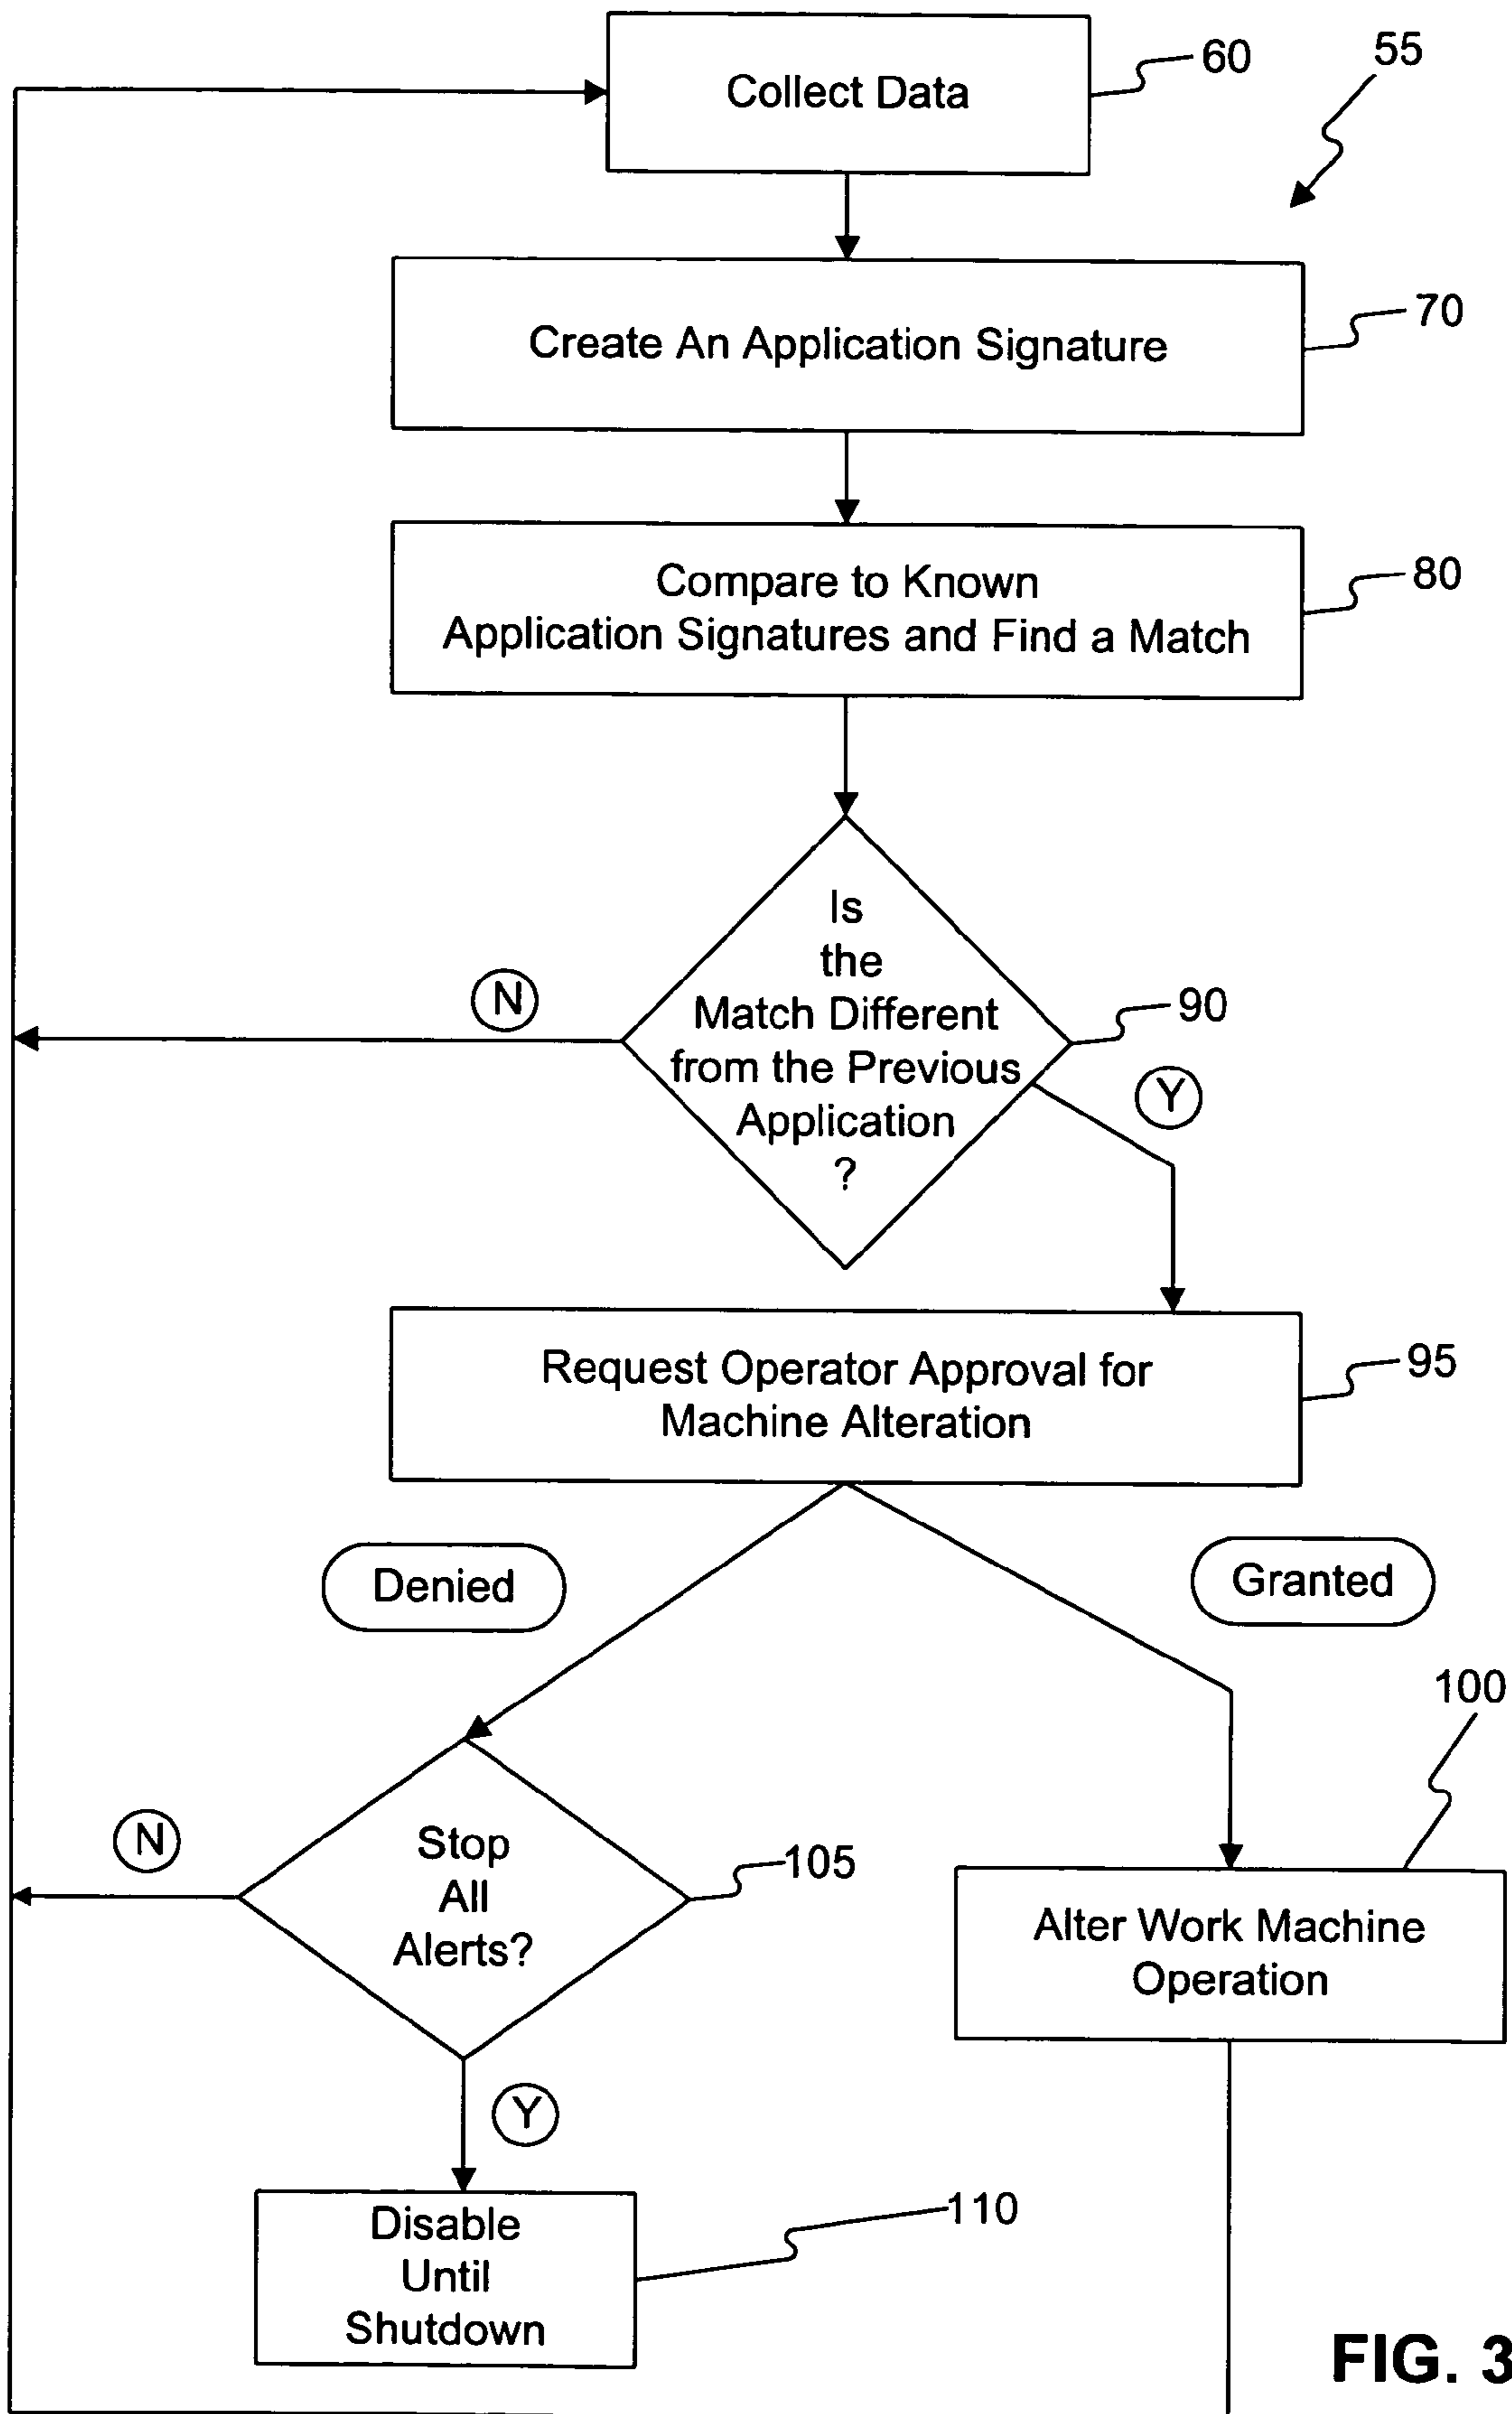 Collect Data
60
55
Create An Application Signature
70
Compare to Known
Application Signatures and Find a Match
80
Is
the
Match Different
from the Previous
Application
?
N
90
Y
Request Operator Approval for
Machine Alteration
95
Denied
Granted
100
N
Stop
All
Alerts?
105
Alter Work Machine
Operation
Y
Disable
Until
Shutdown
110
FIG. 3